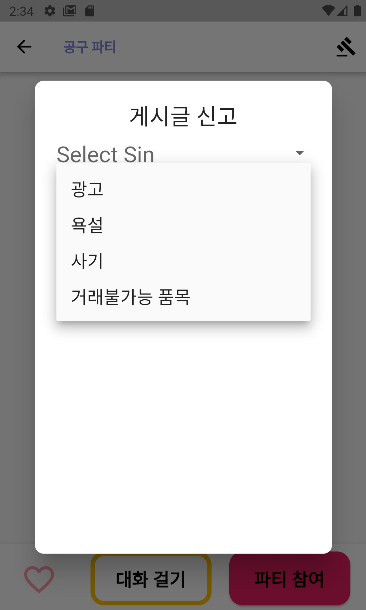 2:34
공구 파티
게시글 신고
Select Sin
광고
욕설
사기
거래불가능 품목
대화 걸기
파티 참여